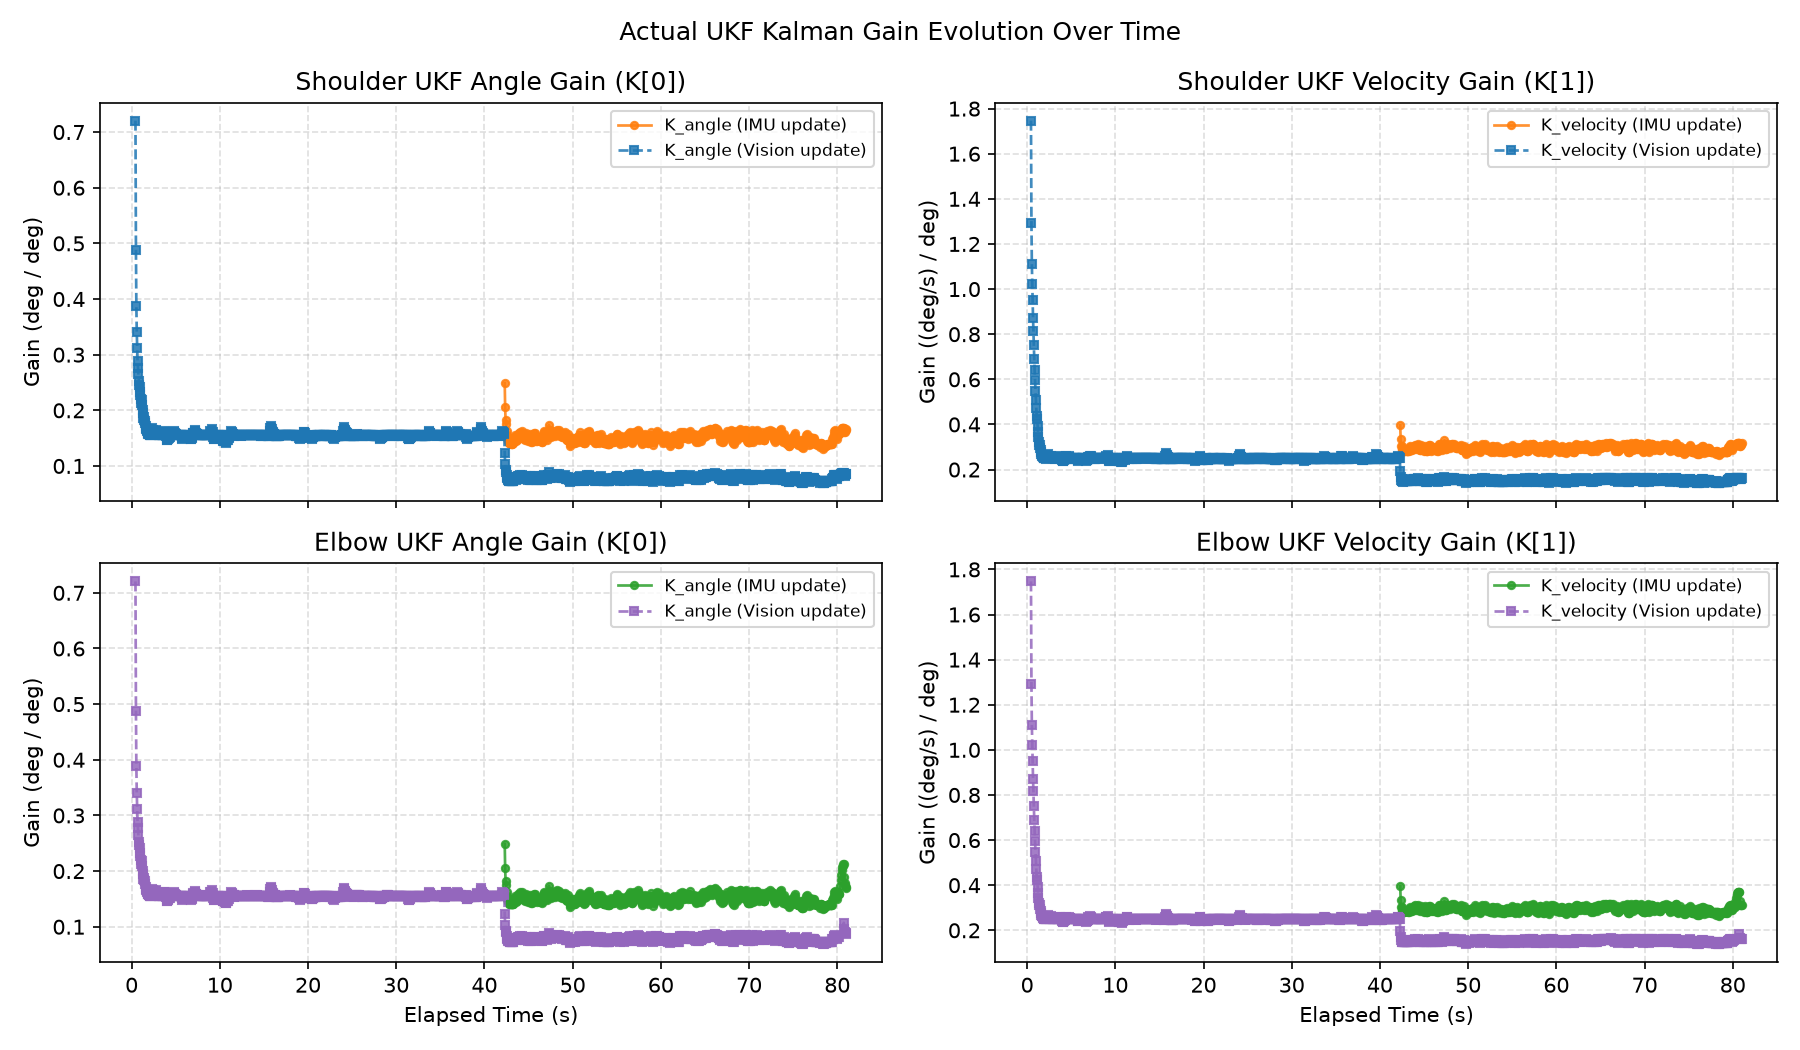 Actual UKF Kalman Gain Evolution Over Time
Shoulder UKF Angle Gain (K[0])
Gain (deg / deg)
0.7
0.6
0.5
0.4
0.3
0.2
0.1
K_angle (IMU update)
K_angle (Vision update)
Shoulder UKF Velocity Gain (K[1])
Gain ((deg/s) / deg)
1.8
1.6
1.4
1.2
1.0
0.8
0.6
0.4
0.2
K_velocity (IMU update)
K_velocity (Vision update)
Elbow UKF Angle Gain (K[0])
Gain (deg / deg)
0.7
0.6
0.5
0.4
0.3
0.2
0.1
K_angle (IMU update)
K_angle (Vision update)
0 10 20 30 40 50 60 70 80
Elapsed Time (s)
Elbow UKF Velocity Gain (K[1])
Gain ((deg/s) / deg)
1.8
1.6
1.4
1.2
1.0
0.8
0.6
0.4
0.2
K_velocity (IMU update)
K_velocity (Vision update)
0 10 20 30 40 50 60 70 80
Elapsed Time (s)